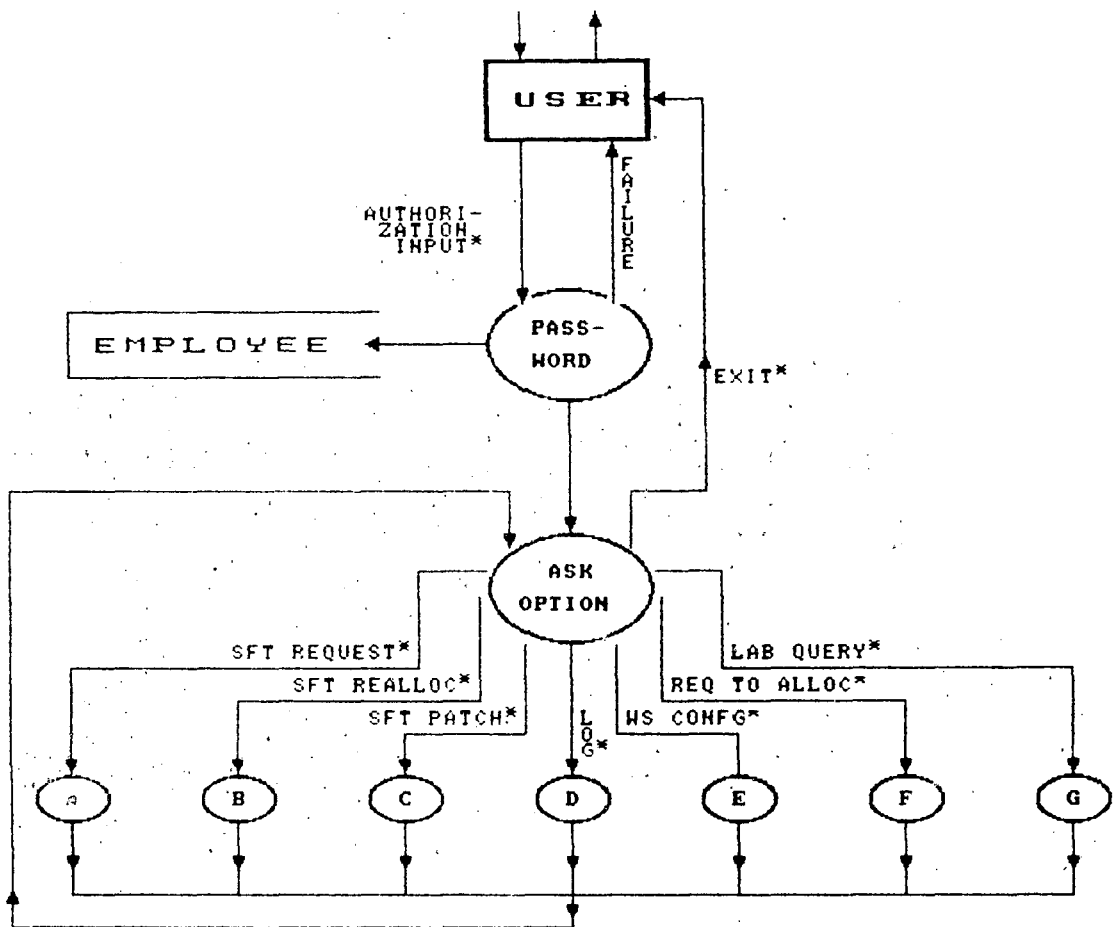 USER
FAILURE
AUTHORI-
ZATION
INPUT*
PASS-
WORD
EMPLOYEE
EXIT*
ASK
OPTION
SFT REQUEST*
LAB QUERY*
SFT REALLOC*
REQ TO ALLOC*
SFT PATCH*
LOG*
WS CONFG*
A
B
C
D
E
F
G